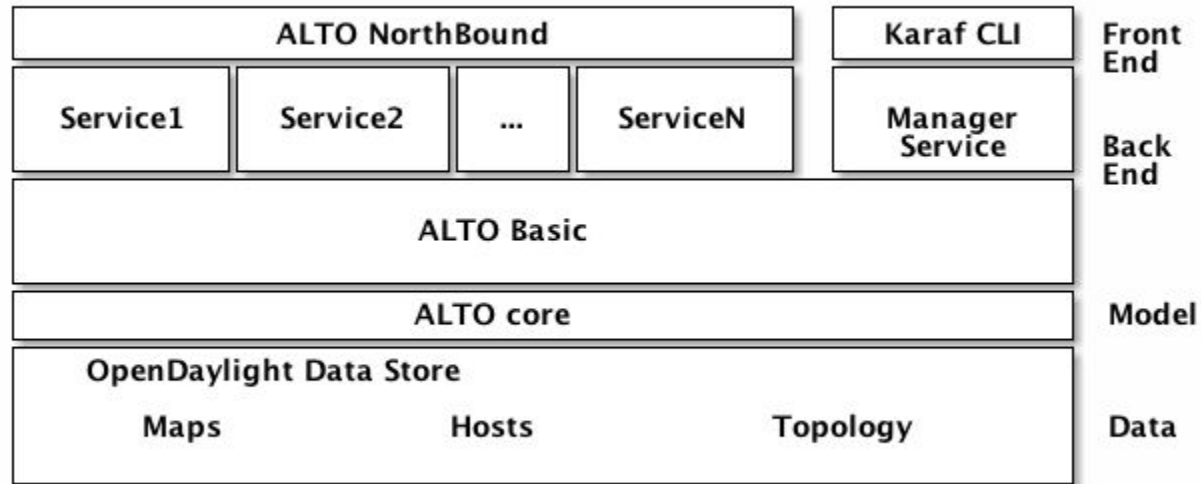 ALTO NorthBound
Karaf CLI
Front
End
Service1
Service2
...
ServiceN
Manager
Service
Back
End
ALTO Basic
ALTO core
Model
OpenDaylight Data Store
Maps
Hosts
Topology
Data